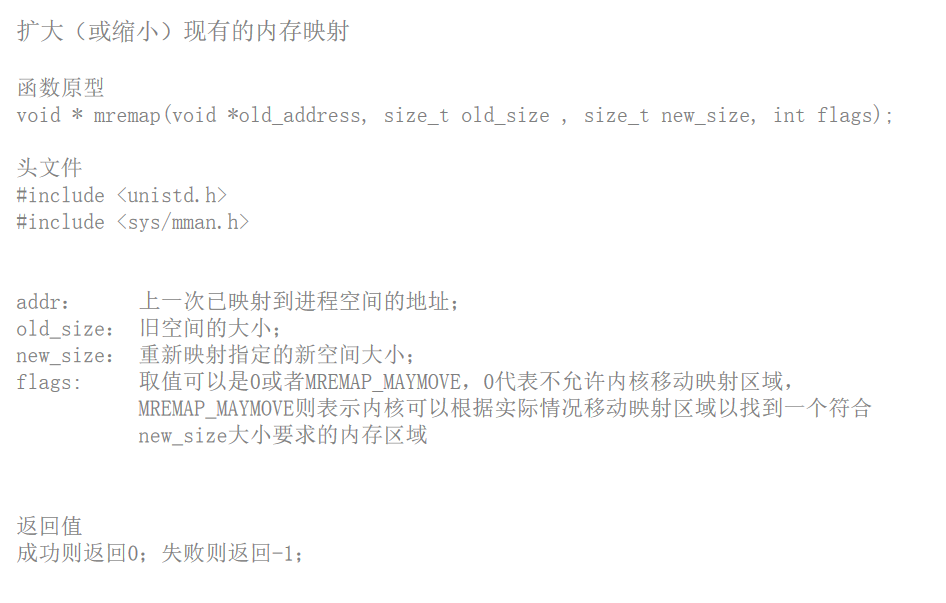 扩大（或缩小）现有的内存映射
函数原型
void * mremap(void *old_address, size_t old_size , size_t new_size, int flags);
头文件
#include <unistd.h>
#include <sys/mman.h>
addr： 上一次已映射到进程空间的地址；
old_size： 旧空间的大小；
new_size： 重新映射指定的新空间大小；
flags: 取值可以是0或者MREMAP_MAYMOVE，0代表不允许内核移动映射区域，
MREMAP_MAYMOVE则表示内核可以根据实际情况移动映射区域以找到一个符合
new_size大小要求的内存区域
返回值
成功则返回0；失败则返回-1；